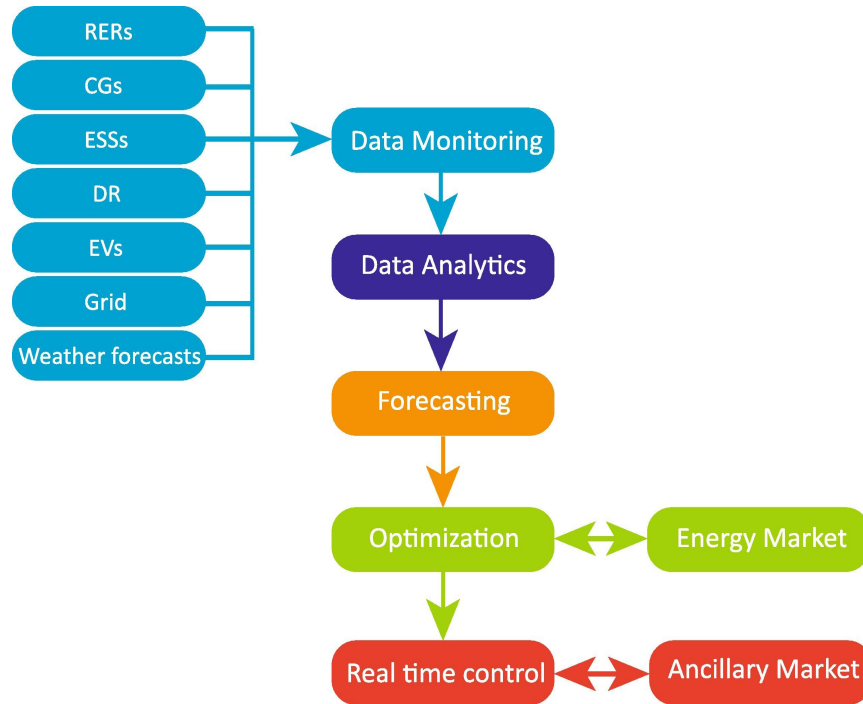 RERs
CGs
ESSs
DR
EVs
Grid
Weather forecasts
Data Monitoring
Data Analytics
Forecasting
Optimization
Energy Market
Real time control
Ancillary Market